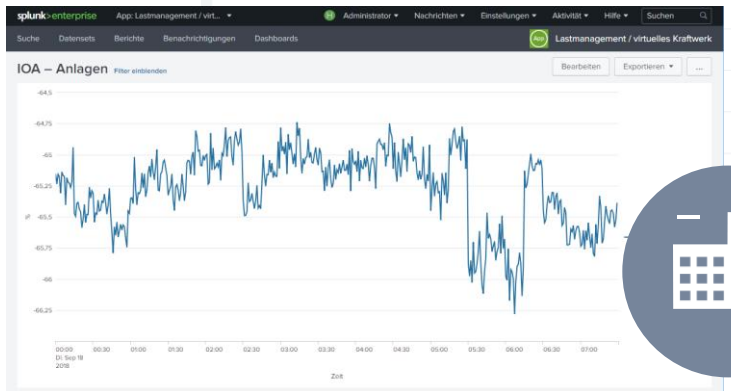 splunk>enterprise App: Lastmanagement / virt... Administrator Nachrichten Einstellungen Aktivität Hilfe Suchen
Suche Datensets Berichte Benachrichtigungen Dashboards App Lastmanagement / virtuelles Kraftwerk
IOA – Anlagen Filter einblenden Bearbeiten Exportieren ...
-64,5
-64,75
-65
-65,25
-65,5
%
-65,75
-66
-66,25
00:00 00:30 01:00 01:30 02:00 02:30 03:00 03:30 04:00 04:30 05:00 05:30 06:00 06:30 07:00
Di Sep 18
2018
Zeit